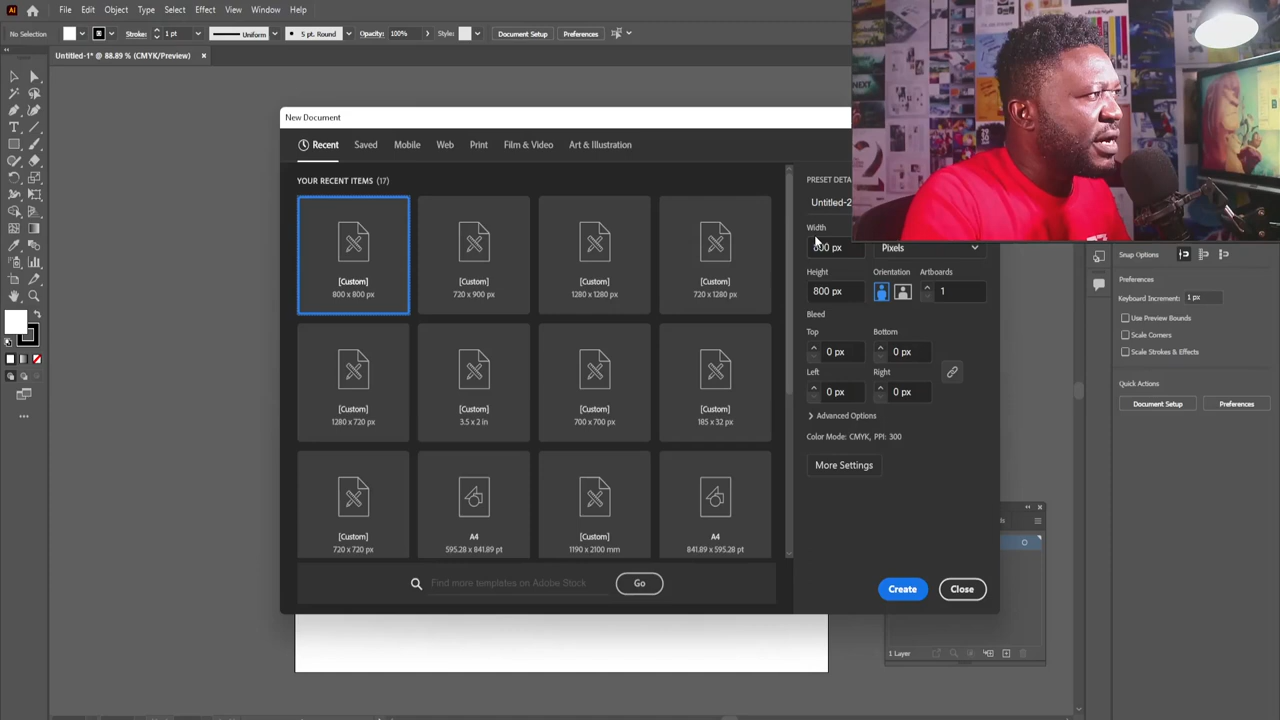 Ai File Edit Object Type Select Effect View Window Help
No Selection Stroke: 1 pt Uniform 5 pt. Round Opacity: 100% Style: Document Setup Preferences
Untitled-1* @ 88.89 % (CMYK/Preview) ×
New Document
Recent Saved Mobile Web Print Film & Video Art & Illustration
YOUR RECENT ITEMS (17)
[Custom] [Custom] [Custom] [Custom]
800 x 800 px 720 x 900 px 1280 x 1280 px 720 x 1280 px
[Custom] [Custom] [Custom] [Custom]
1280 x 720 px 3.5 x 2 in 700 x 700 px 185 x 32 px
[Custom] A4 [Custom] A4
720 x 720 px 595.28 x 841.89 pt 1190 x 2100 mm 841.89 x 595.28 pt
Find more templates on Adobe Stock Go
PRESET DETA
Untitled-2
Width
px Pixels
Height Orientation Artboards
800 px 1
Bleed
Top Bottom
0 px 0 px
Left Right
0 px 0 px
Advanced Options
Color Mode: CMYK, PPI: 300
More Settings
Create Close
Snap Options
Preferences
Keyboard Increment: 1 px
Use Preview Bounds
Scale Corners
Scale Strokes & Effects
Quick Actions
Document Setup Preferences
1 Layer